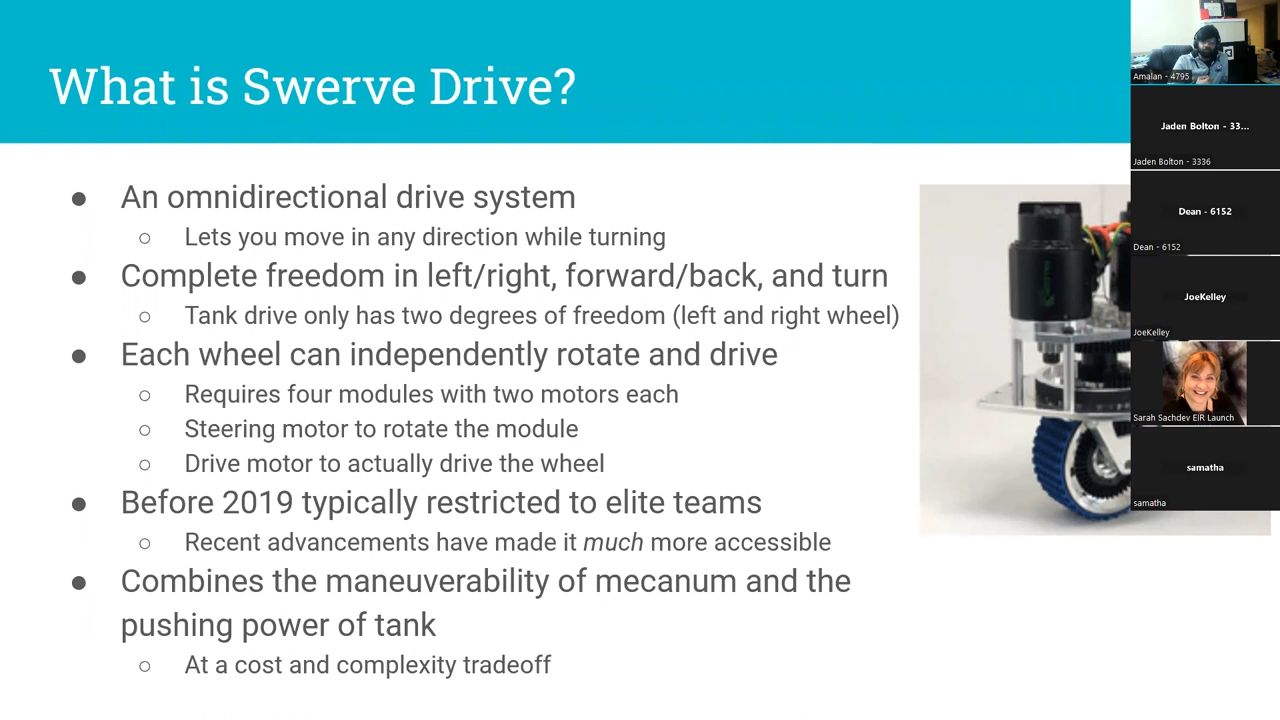 What is Swerve Drive?
● An omnidirectional drive system
○ Lets you move in any direction while turning
● Complete freedom in left/right, forward/back, and turn
○ Tank drive only has two degrees of freedom (left and right wheel)
● Each wheel can independently rotate and drive
○ Requires four modules with two motors each
○ Steering motor to rotate the module
○ Drive motor to actually drive the wheel
● Before 2019 typically restricted to elite teams
○ Recent advancements have made it much more accessible
● Combines the maneuverability of mecanum and the
pushing power of tank
○ At a cost and complexity tradeoff
Amalan - 4795
Jaden Bolton - 33...
Jaden Bolton - 3336
Dean - 6152
Dean - 6152
JoeKelley
JoeKelley
Sarah Sachdev EIR Launch
samatha
samatha